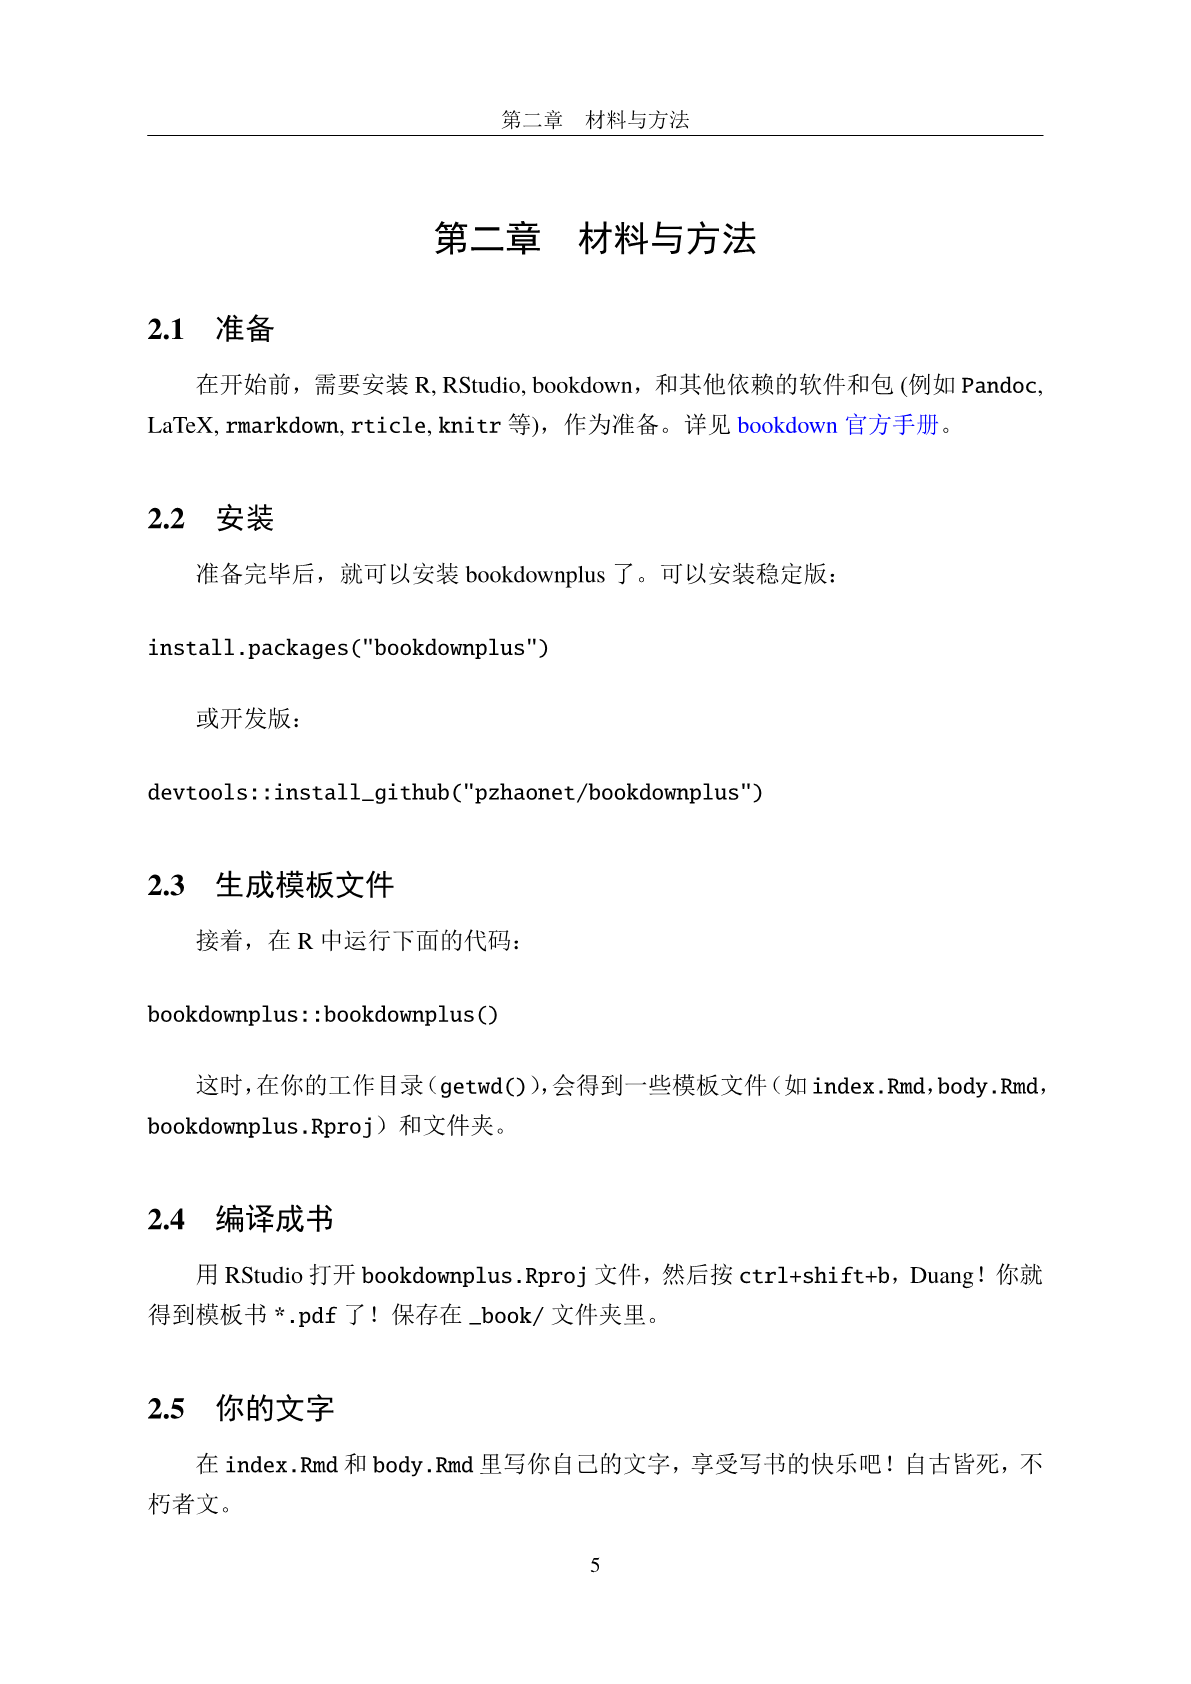 第二章　材料与方法
第二章　材料与方法
2.1　准备
在开始前，需要安装 R, RStudio, bookdown，和其他依赖的软件和包 (例如 Pandoc,
LaTeX, rmarkdown, rticle, knitr 等)，作为准备。详见 bookdown 官方手册。
2.2　安装
准备完毕后，就可以安装 bookdownplus 了。可以安装稳定版：
install.packages("bookdownplus")
或开发版：
devtools::install_github("pzhaonet/bookdownplus")
2.3　生成模板文件
接着，在 R 中运行下面的代码：
bookdownplus::bookdownplus()
这时，在你的工作目录（getwd()），会得到一些模板文件（如 index.Rmd，body.Rmd，
bookdownplus.Rproj）和文件夹。
2.4　编译成书
用 RStudio 打开 bookdownplus.Rproj 文件，然后按 ctrl+shift+b，Duang！你就
得到模板书 *.pdf 了！保存在 _book/ 文件夹里。
2.5　你的文字
在 index.Rmd 和 body.Rmd 里写你自己的文字，享受写书的快乐吧！自古皆死，不
朽者文。
5